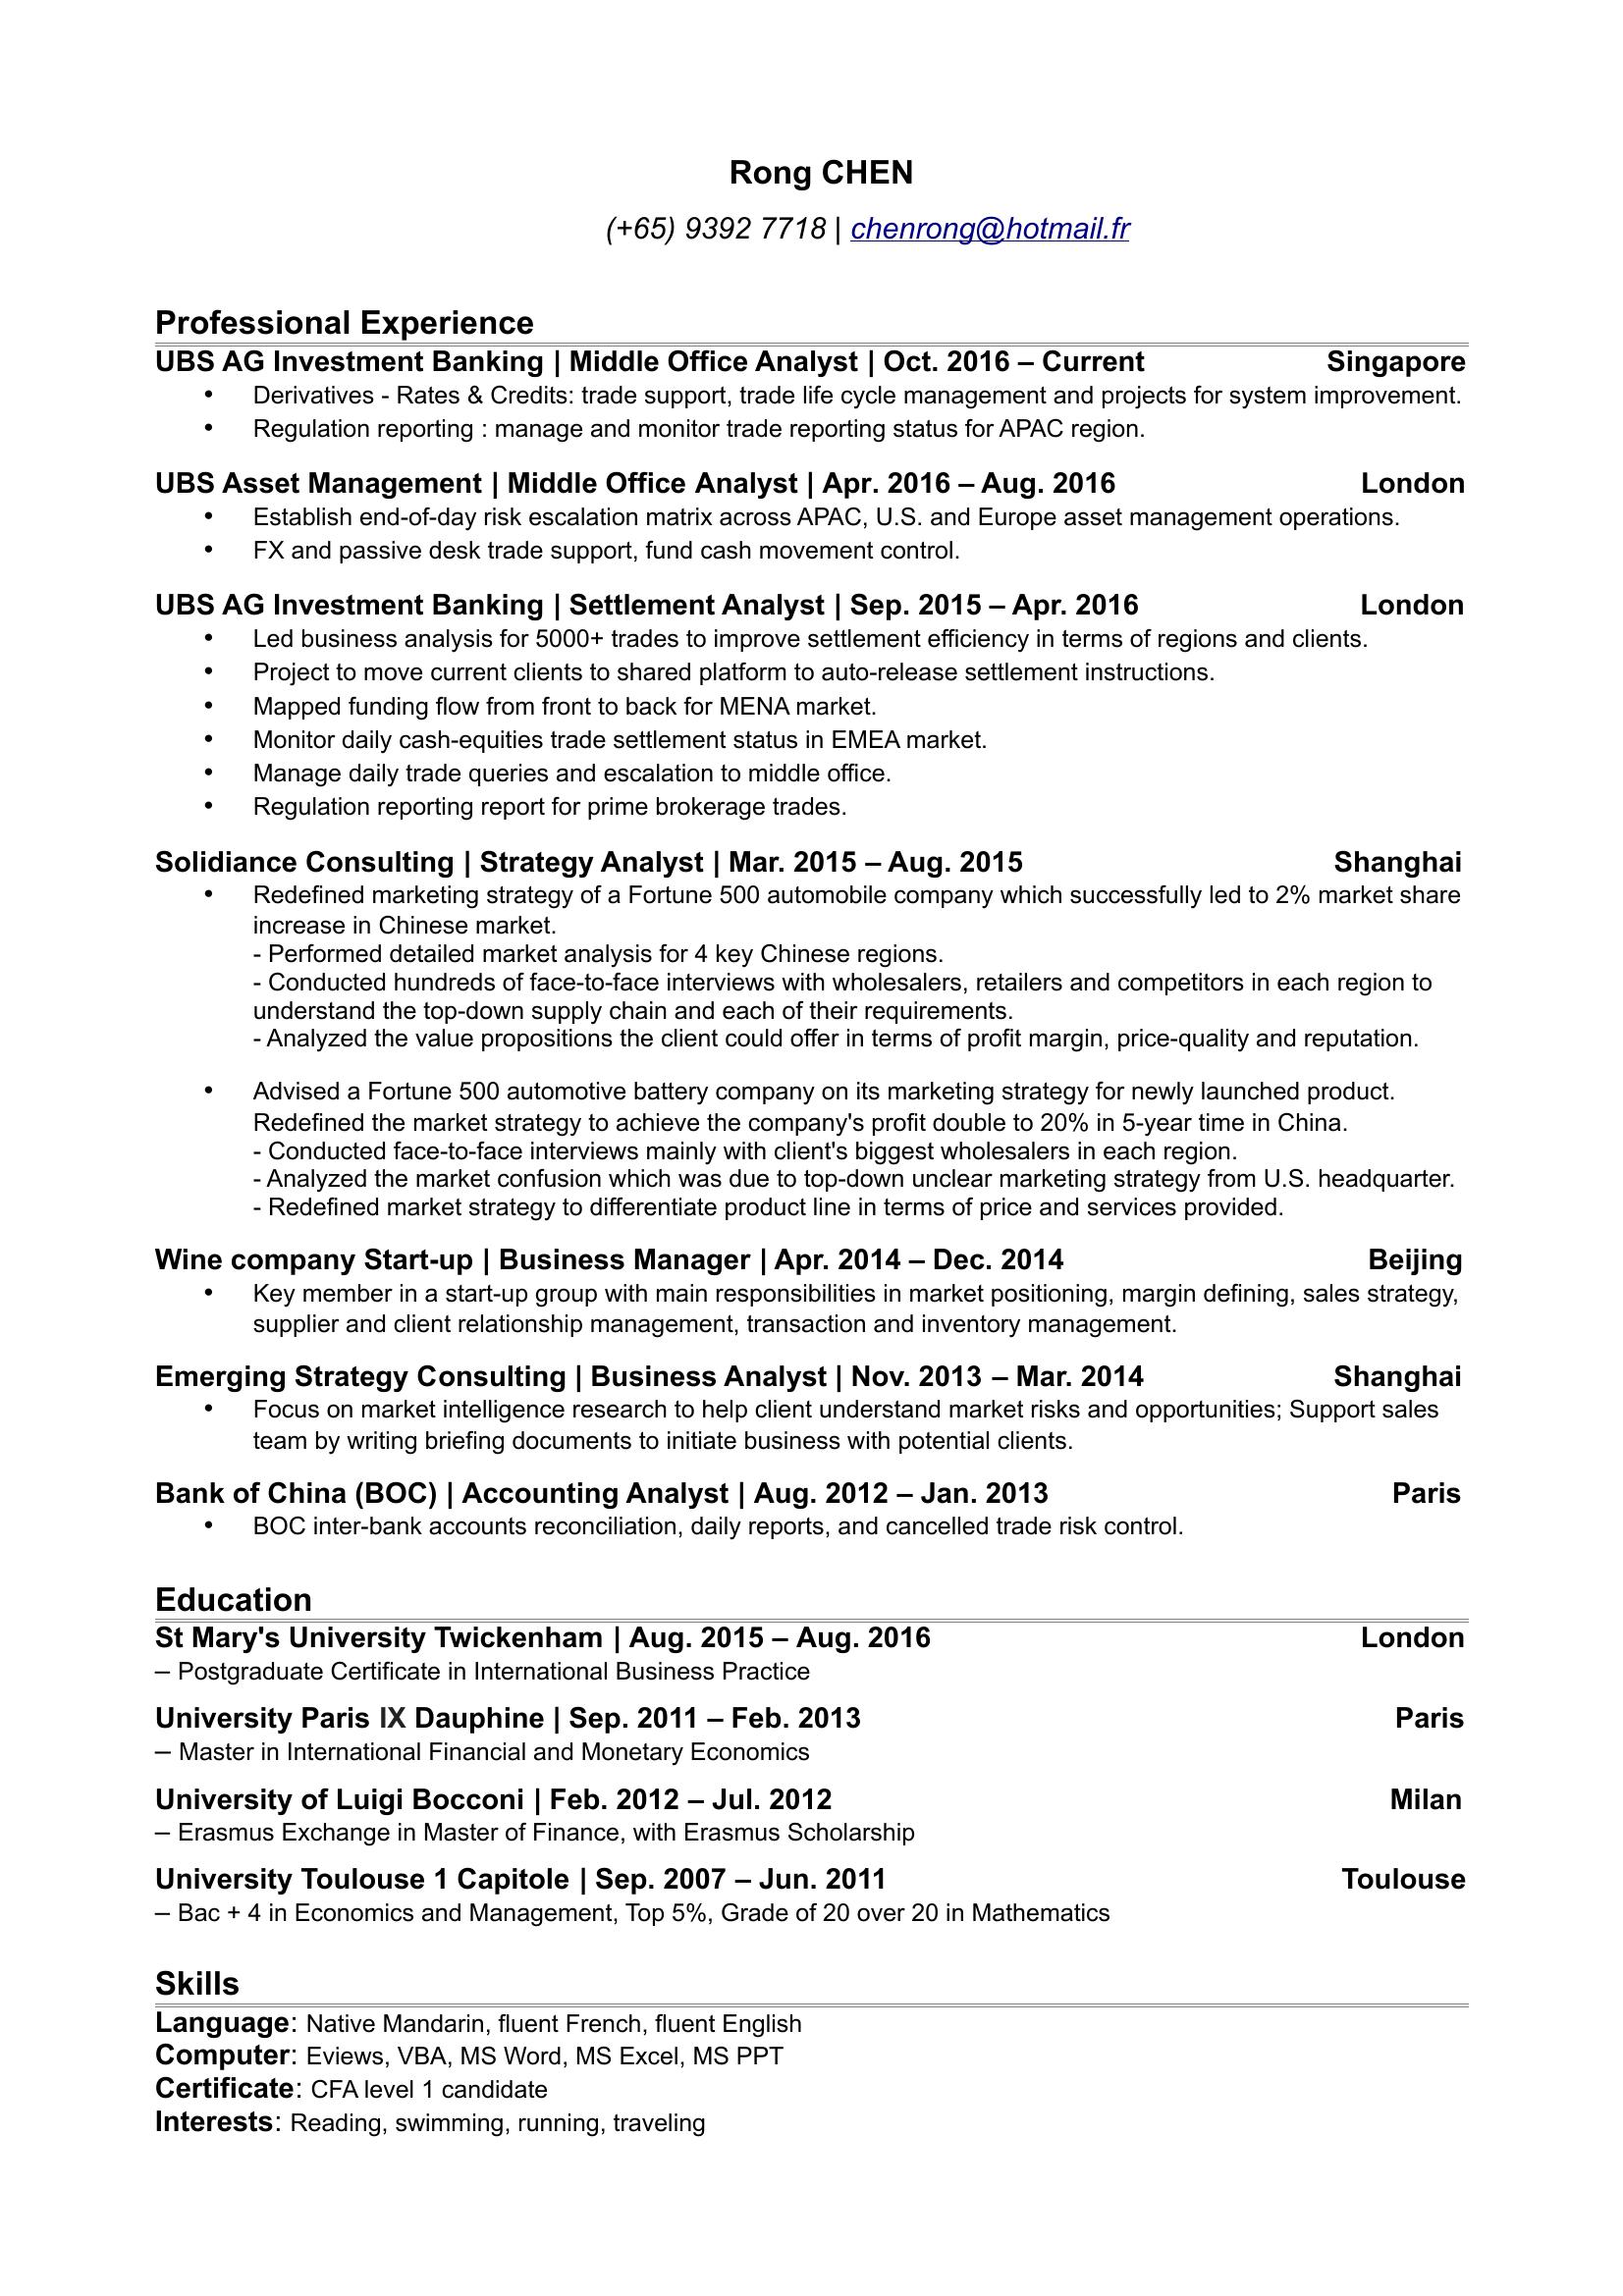 Rong CHEN
(+65) 9392 7718 | chenrong@hotmail.fr
Professional Experience
UBS AG Investment Banking | Middle Office Analyst | Oct. 2016 – Current Singapore
• Derivatives - Rates & Credits: trade support, trade life cycle management and projects for system improvement.
• Regulation reporting : manage and monitor trade reporting status for APAC region.
UBS Asset Management | Middle Office Analyst | Apr. 2016 – Aug. 2016 London
• Establish end-of-day risk escalation matrix across APAC, U.S. and Europe asset management operations.
• FX and passive desk trade support, fund cash movement control.
UBS AG Investment Banking | Settlement Analyst | Sep. 2015 – Apr. 2016 London
• Led business analysis for 5000+ trades to improve settlement efficiency in terms of regions and clients.
• Project to move current clients to shared platform to auto-release settlement instructions.
• Mapped funding flow from front to back for MENA market.
• Monitor daily cash-equities trade settlement status in EMEA market.
• Manage daily trade queries and escalation to middle office.
• Regulation reporting report for prime brokerage trades.
Solidiance Consulting | Strategy Analyst | Mar. 2015 – Aug. 2015 Shanghai
• Redefined marketing strategy of a Fortune 500 automobile company which successfully led to 2% market share
increase in Chinese market.
- Performed detailed market analysis for 4 key Chinese regions.
- Conducted hundreds of face-to-face interviews with wholesalers, retailers and competitors in each region to
understand the top-down supply chain and each of their requirements.
- Analyzed the value propositions the client could offer in terms of profit margin, price-quality and reputation.
• Advised a Fortune 500 automotive battery company on its marketing strategy for newly launched product.
Redefined the market strategy to achieve the company's profit double to 20% in 5-year time in China.
- Conducted face-to-face interviews mainly with client's biggest wholesalers in each region.
- Analyzed the market confusion which was due to top-down unclear marketing strategy from U.S. headquarter.
- Redefined market strategy to differentiate product line in terms of price and services provided.
Wine company Start-up | Business Manager | Apr. 2014 – Dec. 2014 Beijing
• Key member in a start-up group with main responsibilities in market positioning, margin defining, sales strategy,
supplier and client relationship management, transaction and inventory management.
Emerging Strategy Consulting | Business Analyst | Nov. 2013 – Mar. 2014 Shanghai
• Focus on market intelligence research to help client understand market risks and opportunities; Support sales
team by writing briefing documents to initiate business with potential clients.
Bank of China (BOC) | Accounting Analyst | Aug. 2012 – Jan. 2013 Paris
• BOC inter-bank accounts reconciliation, daily reports, and cancelled trade risk control.
Education
St Mary's University Twickenham | Aug. 2015 – Aug. 2016 London
– Postgraduate Certificate in International Business Practice
University Paris IX Dauphine | Sep. 2011 – Feb. 2013 Paris
– Master in International Financial and Monetary Economics
University of Luigi Bocconi | Feb. 2012 – Jul. 2012 Milan
– Erasmus Exchange in Master of Finance, with Erasmus Scholarship
University Toulouse 1 Capitole | Sep. 2007 – Jun. 2011 Toulouse
– Bac + 4 in Economics and Management, Top 5%, Grade of 20 over 20 in Mathematics
Skills
Language: Native Mandarin, fluent French, fluent English
Computer: Eviews, VBA, MS Word, MS Excel, MS PPT
Certificate: CFA level 1 candidate
Interests: Reading, swimming, running, traveling